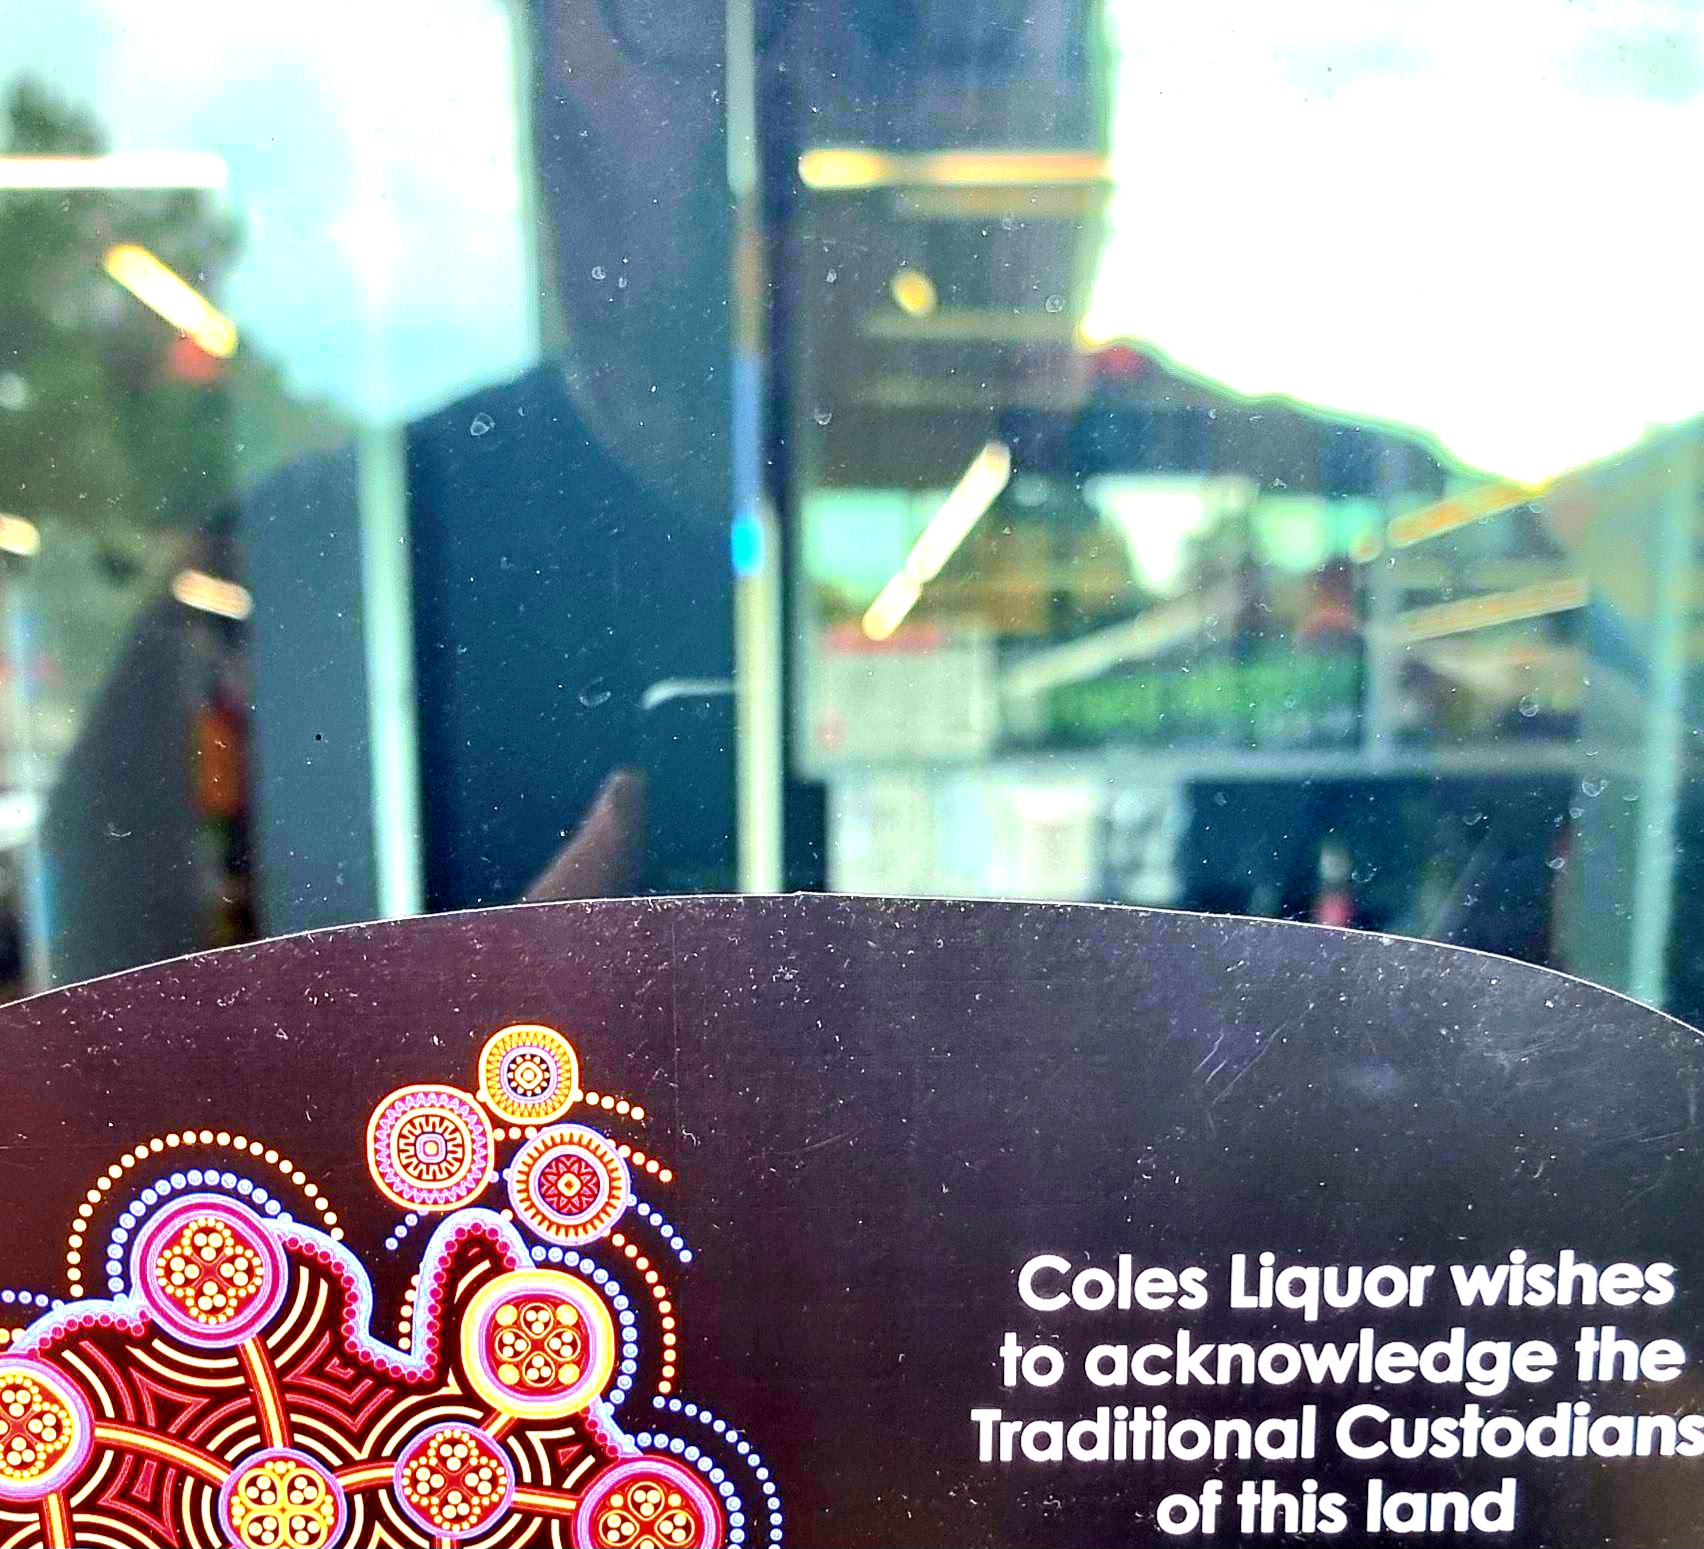 Coles Liquor wishes
to acknowledge the
Traditional Custodians
of this land